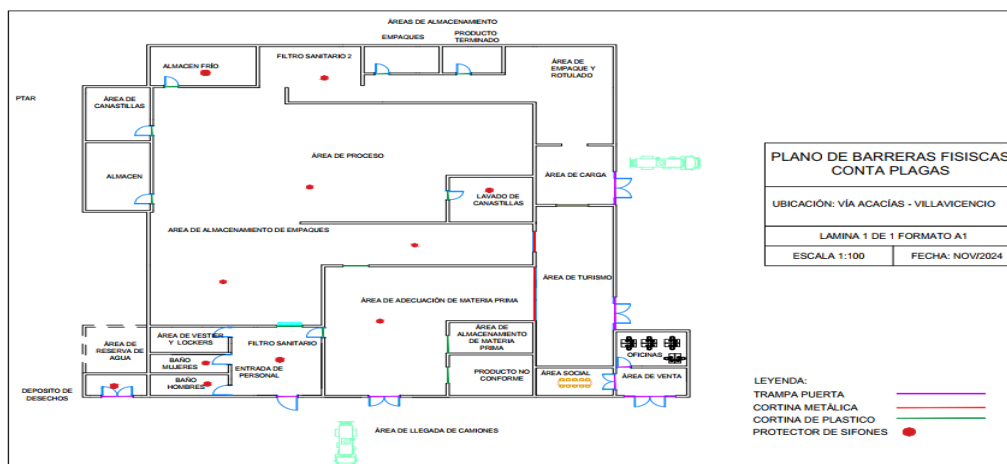 ÁREAS DE ALMACENAMIENTO
EMPAQUES
PRODUCTO
TERMINADO
ALMACEN FRÍO
FILTRO SANITARIO 2
ÁREA DE
EMPAQUE Y
ROTULADO
PTAR
ÁREA DE
CANASTILLAS
ÁREA DE PROCESO
ALMACEN
ÁREA DE CARGA
LAVADO DE
CANASTILLAS
AREA DE ALMACENAMIENTO DE EMPAQUES
ÁREA DE TURISMO
ÁREA DE ADECUACIÓN DE MATERIA PRIMA
ÁREA DE VESTIER
Y LOCKERS
FILTRO SANITARIO
ÁREA DE
ALMACENAMIENTO
DE MATERIA
PRIMA
ÁREA DE
RESERVA DE
AGUA
OFICINAS
BAÑO
MUJERES
ENTRADA DE
PERSONAL
PRODUCTO NO
CONFORME
ÁREA SOCIAL
ÁREA DE VENTA
BAÑO
HOMBRES
DEPOSITO DE
DESECHOS
ÁREA DE LLEGADA DE CAMIONES
PLANO DE BARRERAS FISISCAS
CONTA PLAGAS
UBICACIÓN: VÍA ACACÍAS - VILLAVICENCIO
LAMINA 1 DE 1 FORMATO A1
ESCALA 1:100
FECHA: NOV/2024
LEYENDA:
TRAMPA PUERTA
CORTINA METÁLICA
CORTINA DE PLASTICO
PROTECTOR DE SIFONES